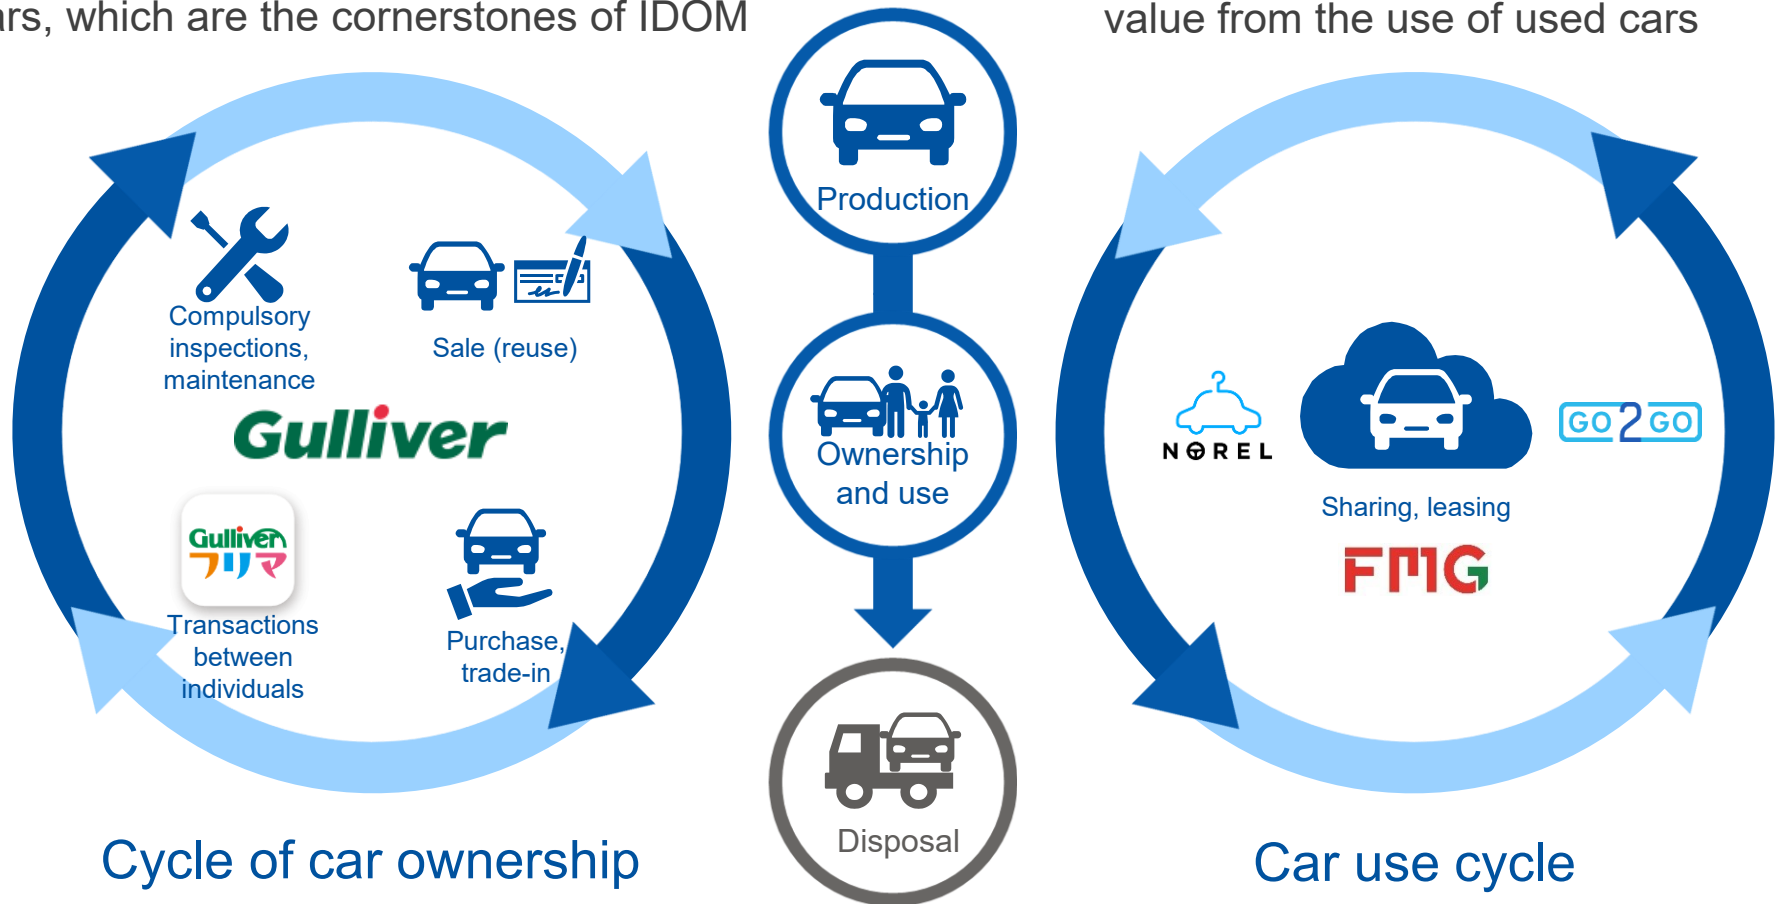 ars, which are the cornerstones of IDOM
value from the use of used cars
Production
Compulsory
inspections,
maintenance
Sale (reuse)
Gulliver
Gulliver
フリマ
Transactions
between
individuals
Purchase,
trade-in
Cycle of car ownership
Ownership
and use
Disposal
NOREL
GO2GO
Sharing, leasing
FMG
Car use cycle